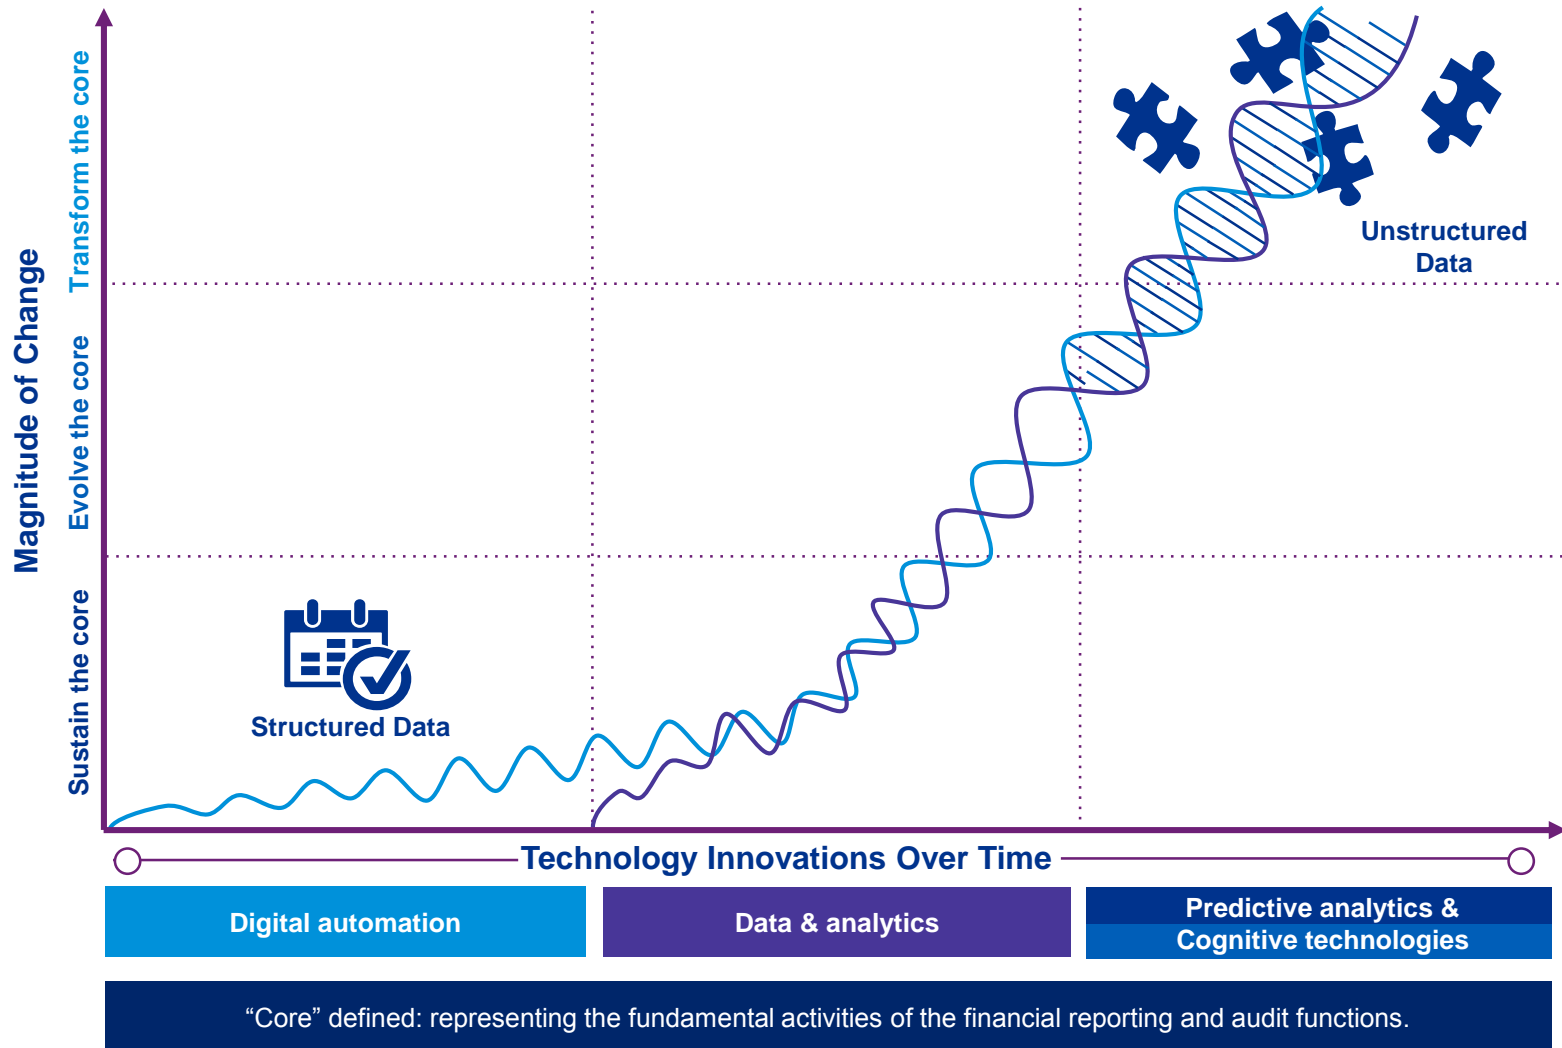 Magnitude of Change
Transform the core
Evolve the core
Sustain the core
Unstructured
Data
Structured Data
Technology Innovations Over Time
Digital automation
Data & analytics
Predictive analytics &
Cognitive technologies
“Core” defined: representing the fundamental activities of the financial reporting and audit functions.